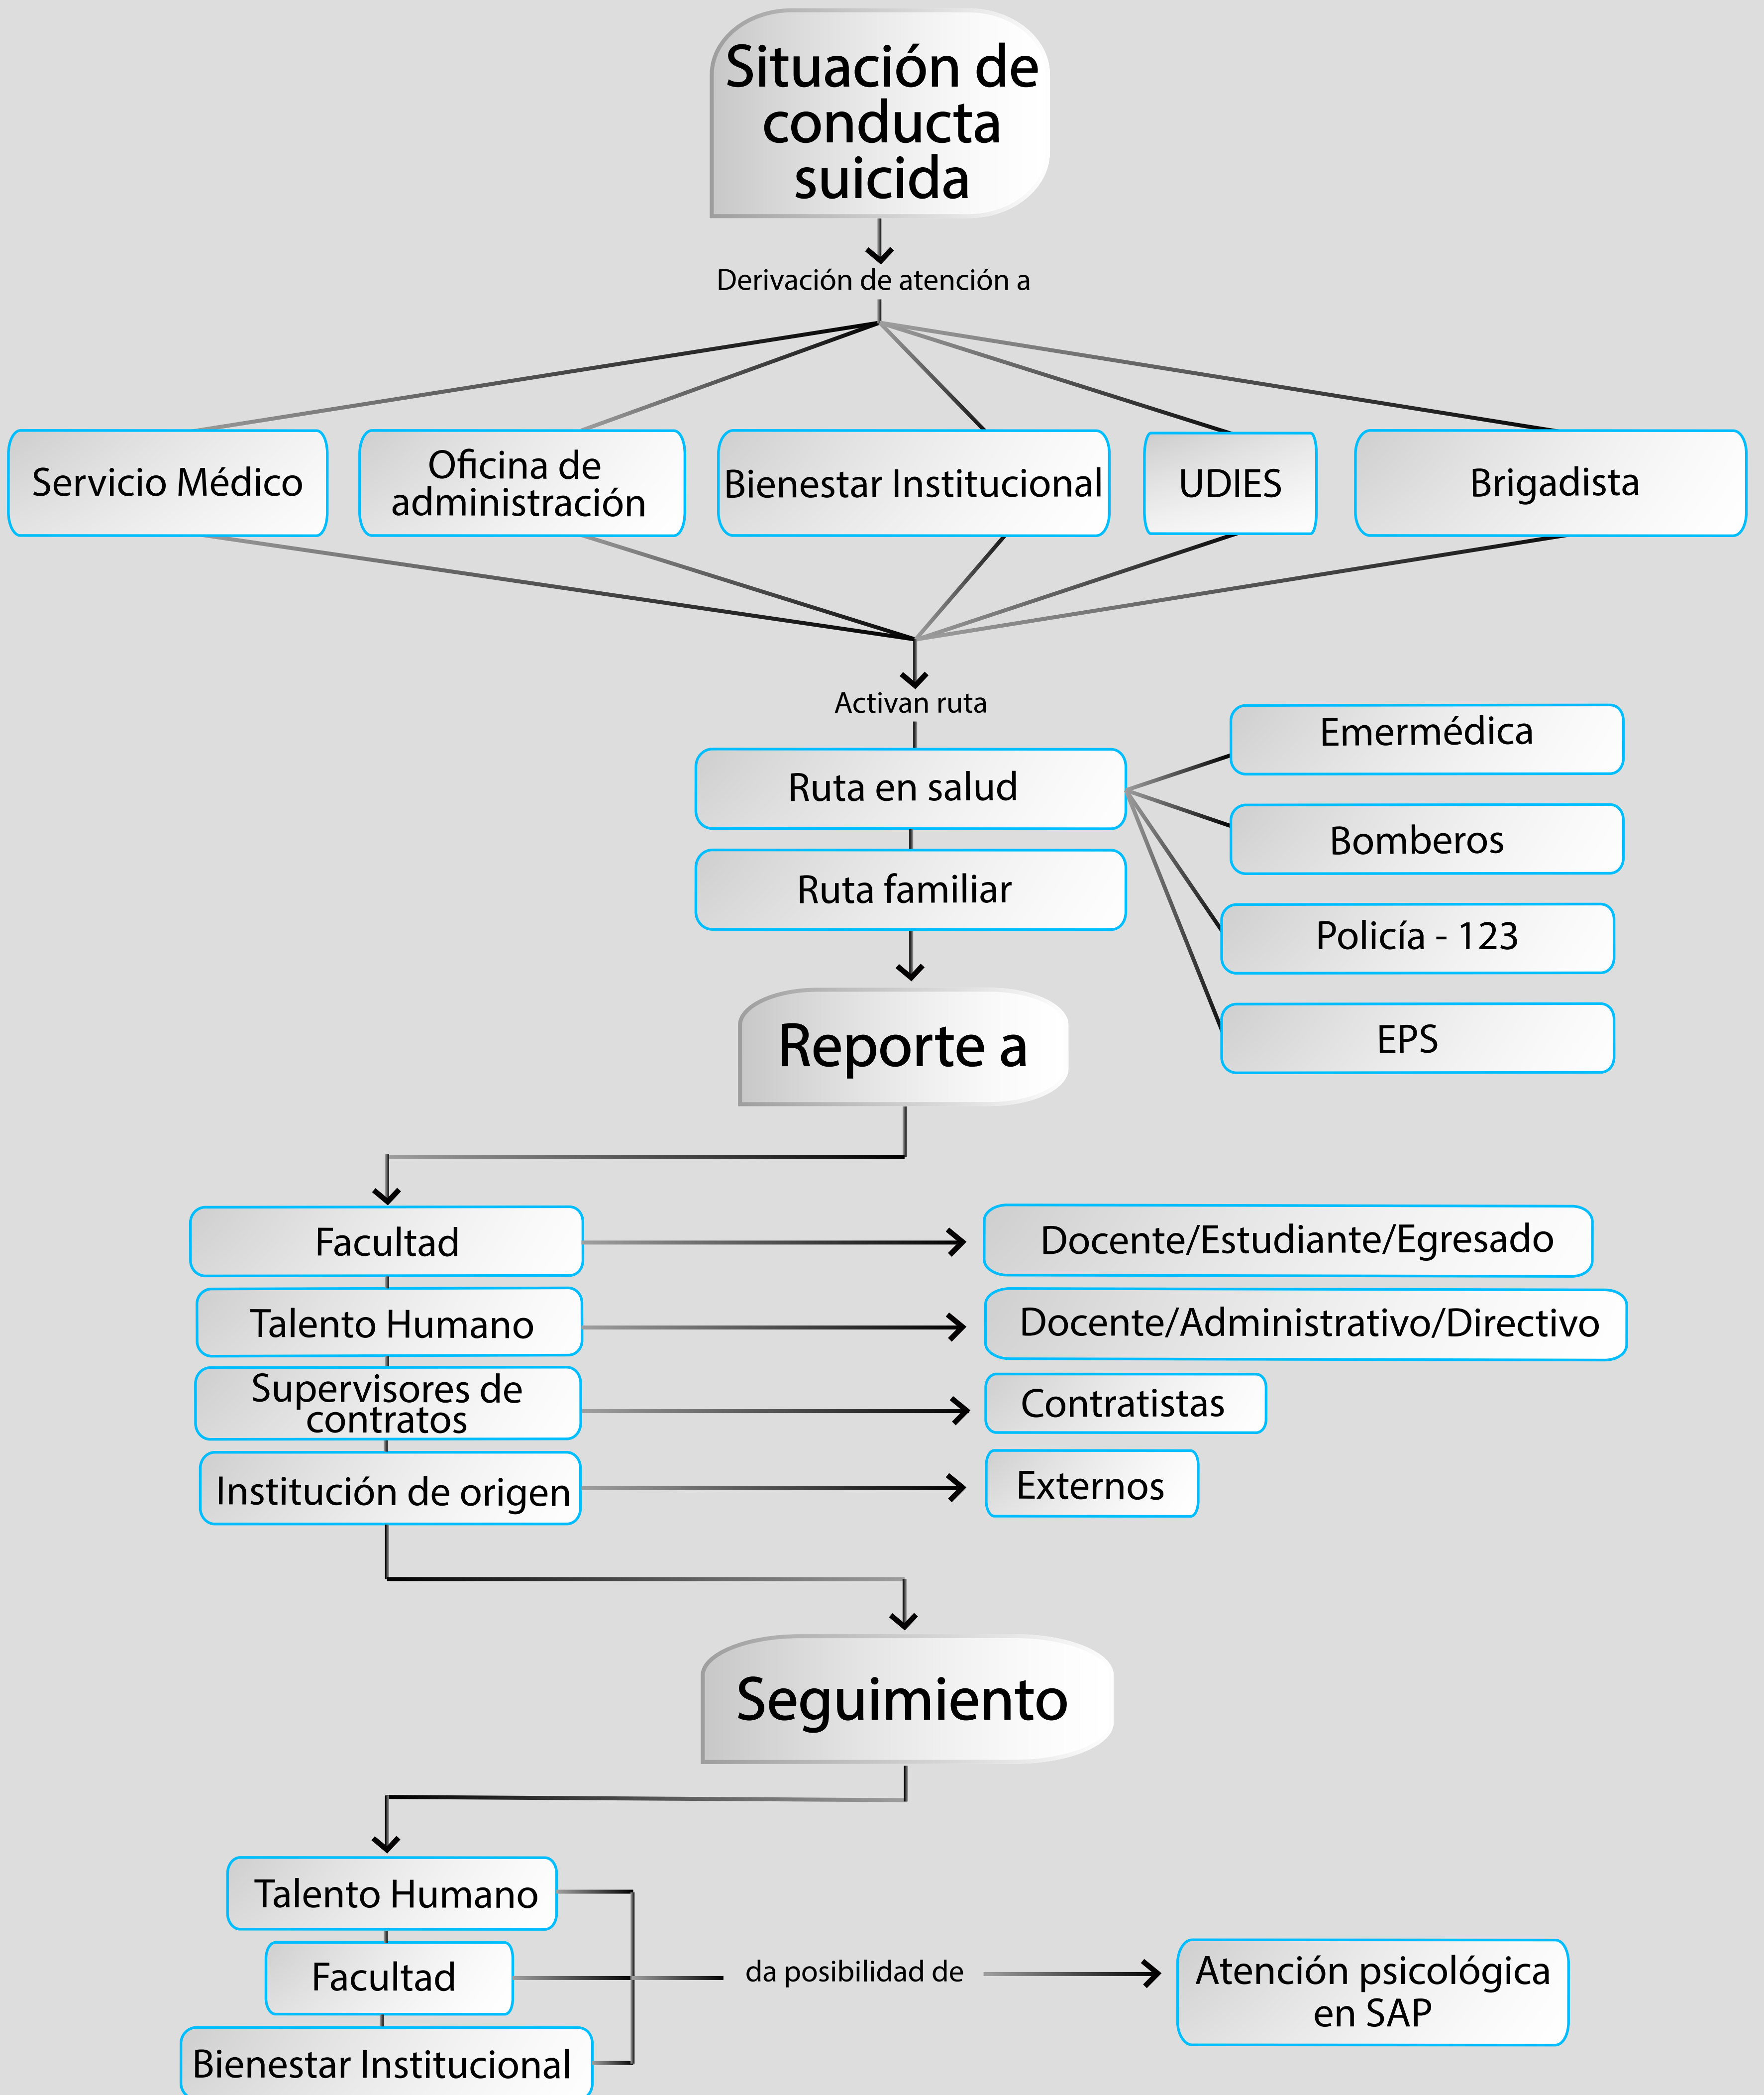 Situación de
conducta
suicida
Derivación de atención a
Servicio Médico
Oficina de
administración
Bienestar Institucional
UDIES
Brigadista
Activan ruta
Ruta en salud
Ruta familiar
Emermédica
Bomberos
Policía - 123
EPS
Reporte a
Facultad
Docente/Estudiante/Egresado
Talento Humano
Docente/Administrativo/Directivo
Supervisores de
contratos
Contratistas
Institución de origen
Externos
Seguimiento
Talento Humano
Facultad
Bienestar Institucional
da posibilidad de
Atención psicológica
en SAP